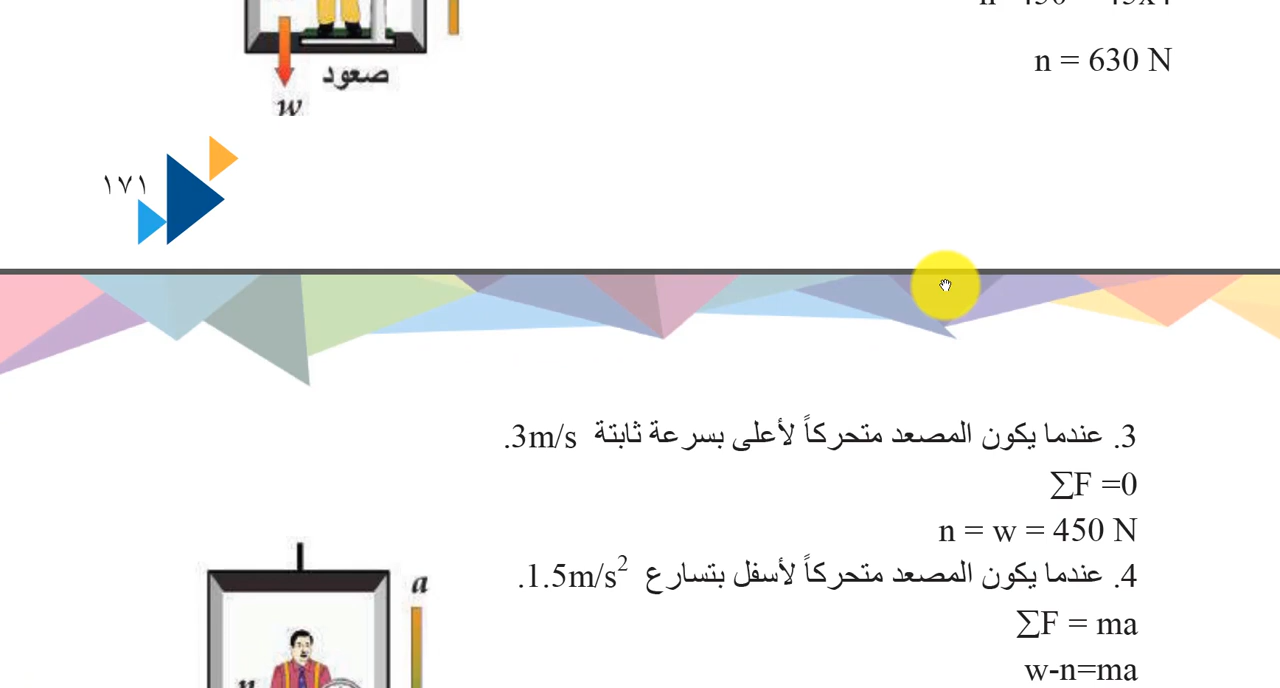 n = 630 N
صعود
w
١٧١
3. عندما يكون المصعد متحركاً لأعلى بسرعة ثابتة 3m/s.
∑F =0
n = w = 450 N
4. عندما يكون المصعد متحركاً لأسفل بتسارع 1.5m/s².
a
∑F = ma
w-n=ma